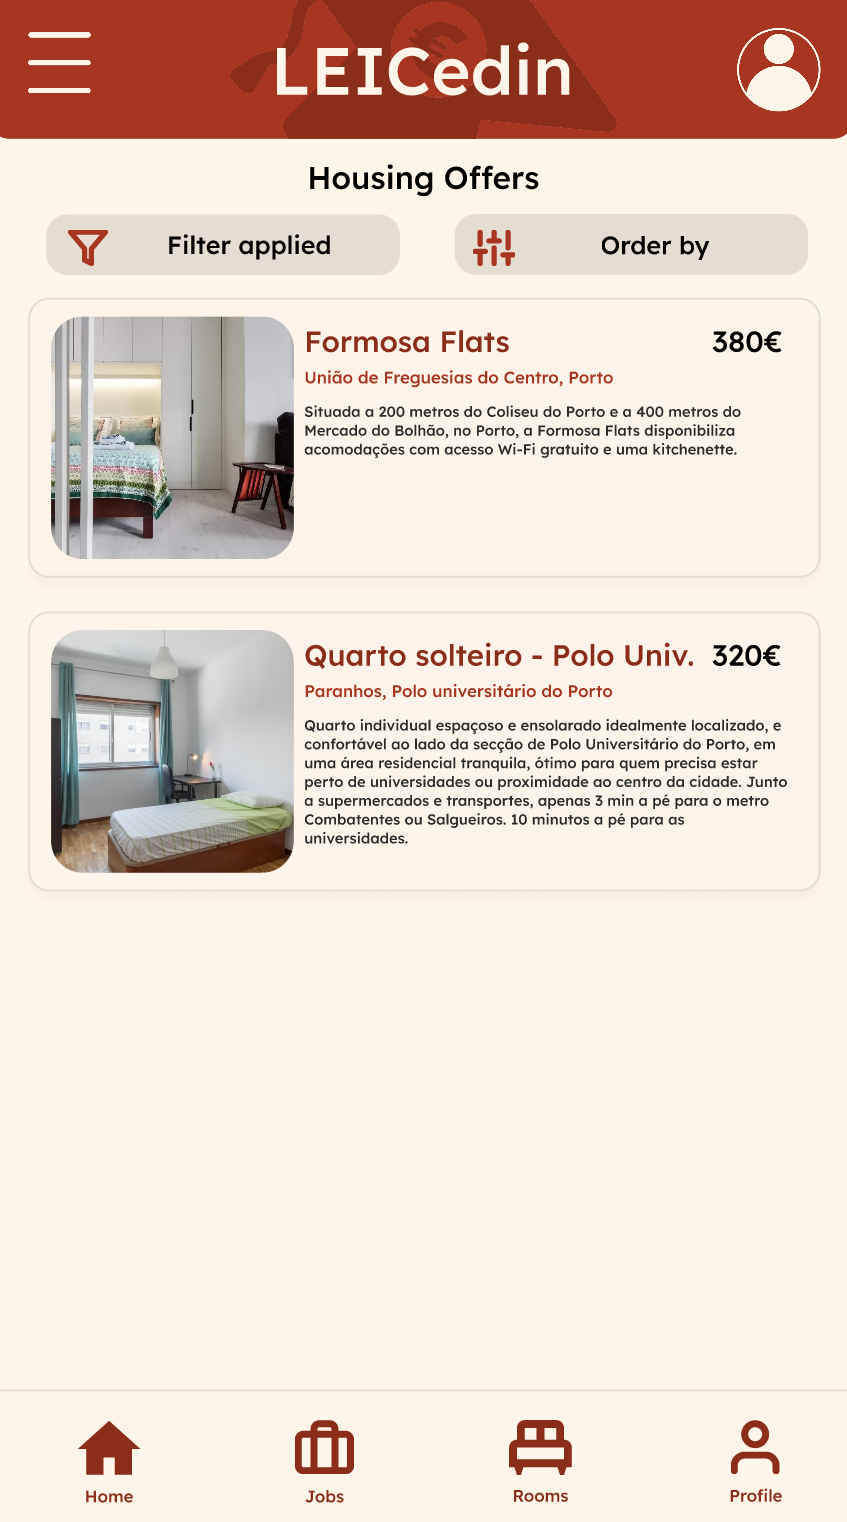 LEICedin
Housing Offers
Filter applied
Order by
Formosa Flats
380€
União de Freguesias do Centro, Porto
Situada a 200 metros do Coliseu do Porto e a 400 metros do
Mercado do Bolhão, no Porto, a Formosa Flats disponibiliza
acomodações com acesso Wi-Fi gratuito e uma kitchenette.
Quarto solteiro - Polo Univ.
320€
Paranhos, Polo universitário do Porto
Quarto individual espaçoso e ensolarado idealmente localizado, e
confortável ao lado da secção de Polo Universitário do Porto, em
uma área residencial tranquila, ótimo para quem precisa estar
perto de universidades ou proximidade ao centro da cidade. Junto
a supermercados e transportes, apenas 3 min a pé para o metro
Combatentes ou Salgueiros. 10 minutos a pé para as
universidades.
Home
Jobs
Rooms
Profile